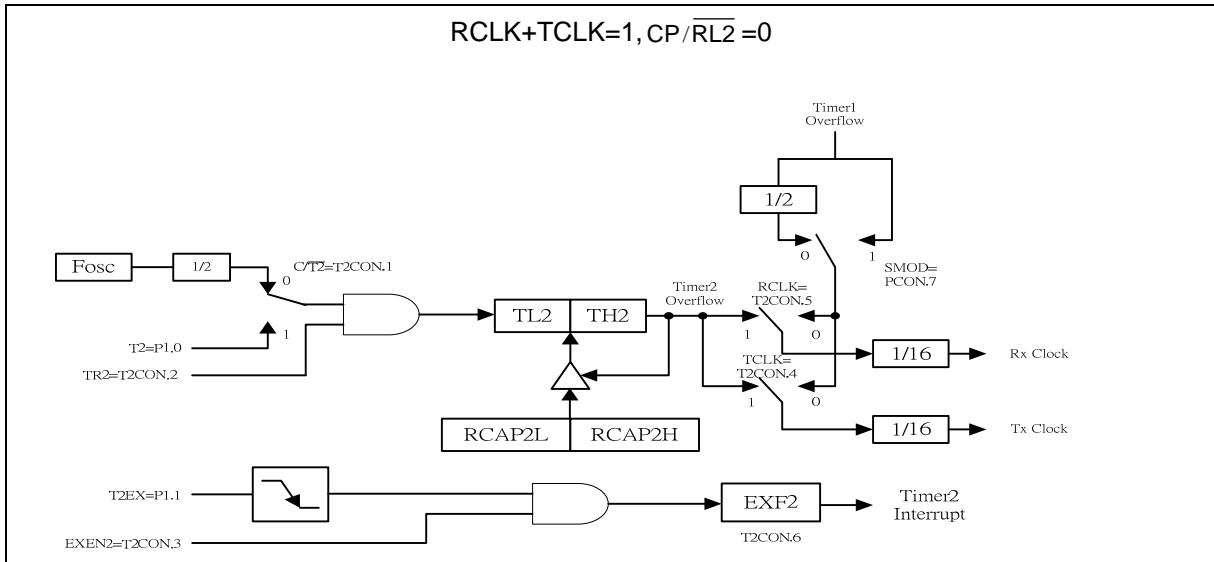 RCLK+TCLK=1, CP/R̅L̅2̅ =0
Timer1
Overflow
1/2
0
1
SMOD=
PCON.7
Fosc
1/2
C/T̅2̅=T2CON.1
0
1
T2=P1.0
TR2=T2CON.2
TL2
TH2
Timer2
Overflow
RCLK=
T2CON.5
1
0
TCLK=
T2CON.4
1
0
1/16
Rx Clock
1/16
Tx Clock
RCAP2L
RCAP2H
T2EX=P1.1
EXEN2=T2CON.3
EXF2
T2CON.6
Timer2
Interrupt